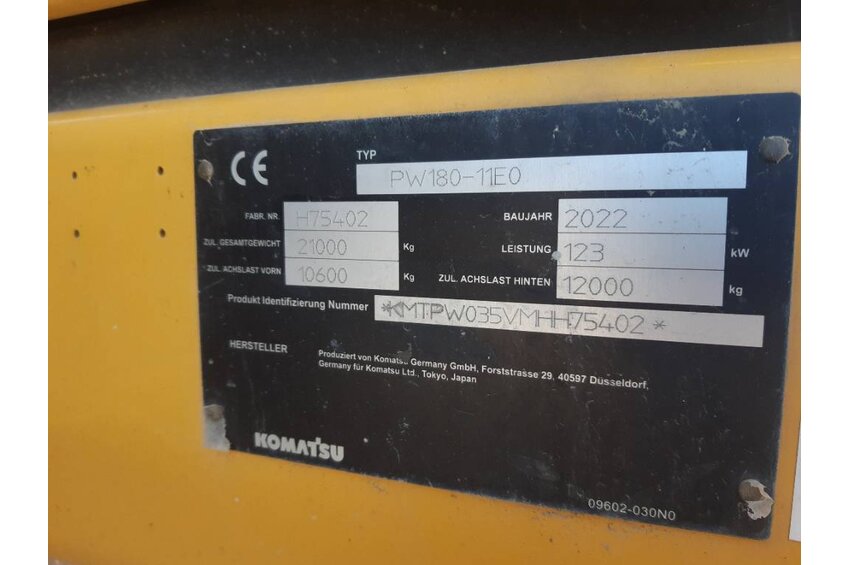 CE
TYP PW180-11E0
FABR. NR. H75402 BAUJAHR 2022
ZUL. GESAMTGEWICHT 21000 Kg LEISTUNG 123 kW
ZUL. ACHSLAST VORN 10600 Kg ZUL. ACHSLAST HINTEN 12000 kg
Produkt Identifizierung Nummer *KMTPW035VMHH75402*
HERSTELLER Produziert von Komatsu Germany GmbH, Forststrasse 29, 40597 Düsseldorf,
Germany für Komatsu Ltd., Tokyo, Japan
KOMATSU
09602-030N0